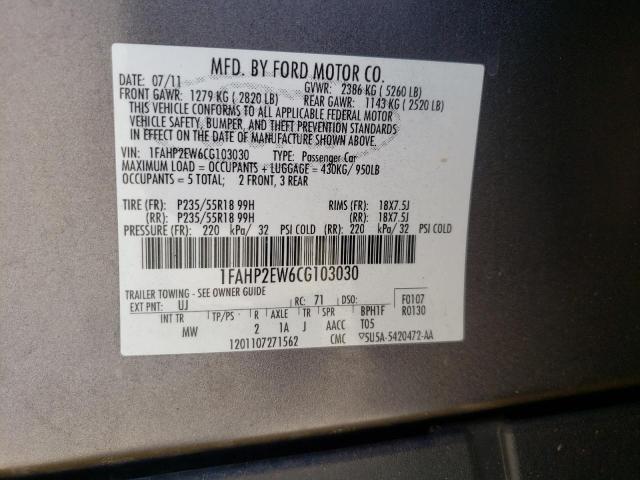 MFD. BY FORD MOTOR CO.
DATE: 07/11 GVWR: 2386 KG ( 5260 LB)
FRONT GAWR: 1279 KG ( 2820 LB) REAR GAWR: 1143 KG ( 2520 LB)
THIS VEHICLE CONFORMS TO ALL APPLICABLE FEDERAL MOTOR
VEHICLE SAFETY, BUMPER, AND THEFT PREVENTION STANDARDS
IN EFFECT ON THE DATE OF MANUFACTURE SHOWN ABOVE.
VIN: 1FAHP2EW6CG103030 TYPE: Passenger Car
MAXIMUM LOAD = OCCUPANTS + LUGGAGE = 430KG/ 950LB
OCCUPANTS = 5 TOTAL; 2 FRONT, 3 REAR
TIRE (FR): P235/55R18 99H RIMS (FR): 18X7.5J
(RR): P235/55R18 99H (RR): 18X7.5J
PRESSURE (FR): 220 kPa/ 32 PSI COLD (RR): 220 kPa/ 32 PSI COLD
1FAHP2EW6CG103030
TRAILER TOWING - SEE OWNER GUIDE
EXT PNT: UJ RC: 71 DSO: F0107
INT TR TP/PS R AXLE TR SPR BPH1F R0130
MW 2 1A J AACC T05
1201107271562 CMC ▽5U5A-5420472-AA